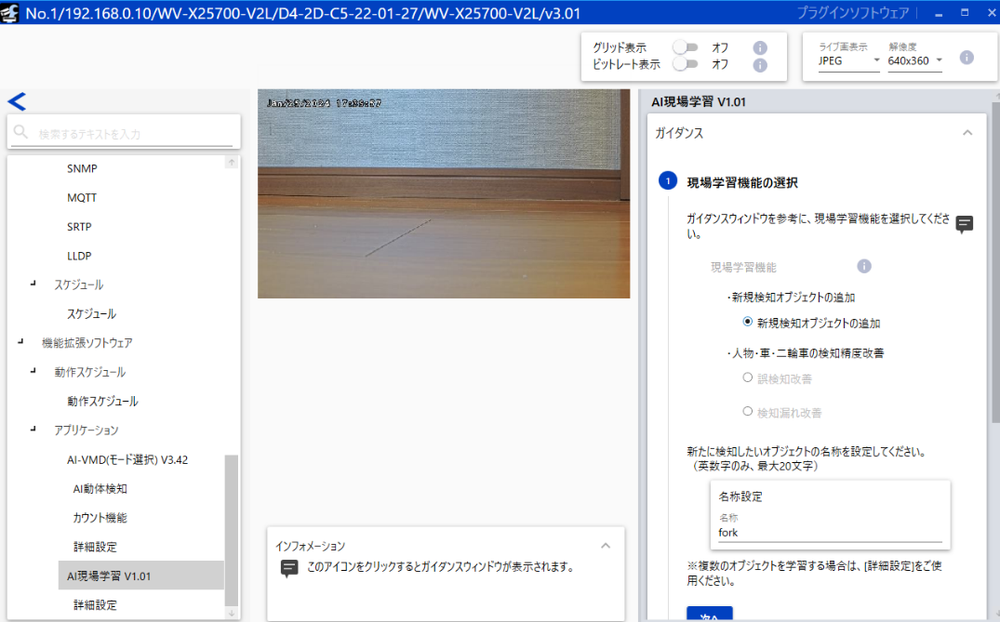 No.1/192.168.0.10/WV-X25700-V2L/D4-2D-C5-22-01-27/WV-X25700-V2L/v3.01
プラグインソフトウェア
グリッド表示 オフ
ビットレート表示 オフ
ライブ画表示 解像度
JPEG 640x360
検索するテキストを入力
SNMP
MQTT
SRTP
LLDP
スケジュール
スケジュール
機能拡張ソフトウェア
動作スケジュール
動作スケジュール
アプリケーション
AI-VMD(モード選択) V3.42
AI動体検知
カウント機能
詳細設定
AI現場学習 V1.01
詳細設定
Jan/25/2024 17:26:57
インフォメーション
このアイコンをクリックするとガイダンスウィンドウが表示されます。
AI現場学習 V1.01
ガイダンス
1 現場学習機能の選択
ガイダンスウィンドウを参考に、現場学習機能を選択してくださ
い。
現場学習機能
・新規検知オブジェクトの追加
新規検知オブジェクトの追加
・人物・車・二輪車の検知精度改善
誤検知改善
検知漏れ改善
新たに検知したいオブジェクトの名称を設定してください。
（英数字のみ、最大20文字）
名称設定
名称
fork
※複数のオブジェクトを学習する場合は、[詳細設定]をご使
用ください。
次へ